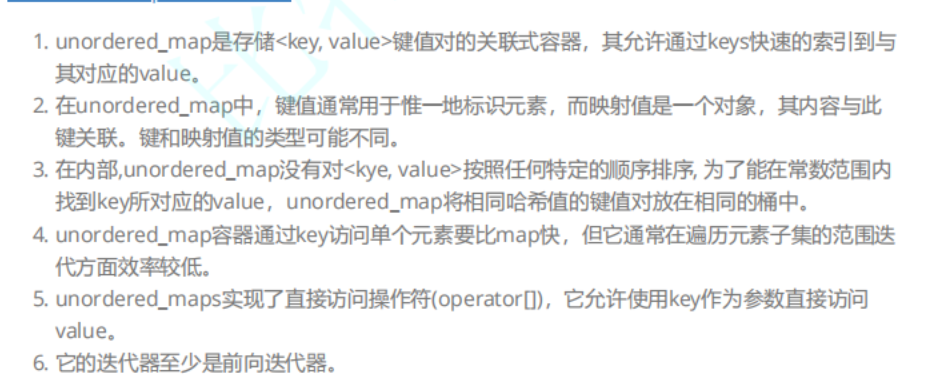 1. unordered_map是存储<key, value>键值对的关联式容器，其允许通过keys快速的索引到与
其对应的value。
2. 在unordered_map中，键值通常用于惟一地标识元素，而映射值是一个对象，其内容与此
键关联。键和映射值的类型可能不同。
3. 在内部,unordered_map没有对<kye, value>按照任何特定的顺序排序, 为了能在常数范围内
找到key所对应的value，unordered_map将相同哈希值的键值对放在相同的桶中。
4. unordered_map容器通过key访问单个元素要比map快，但它通常在遍历元素子集的范围迭
代方面效率较低。
5. unordered_maps实现了直接访问操作符(operator[])，它允许使用key作为参数直接访问
value。
6. 它的迭代器至少是前向迭代器。